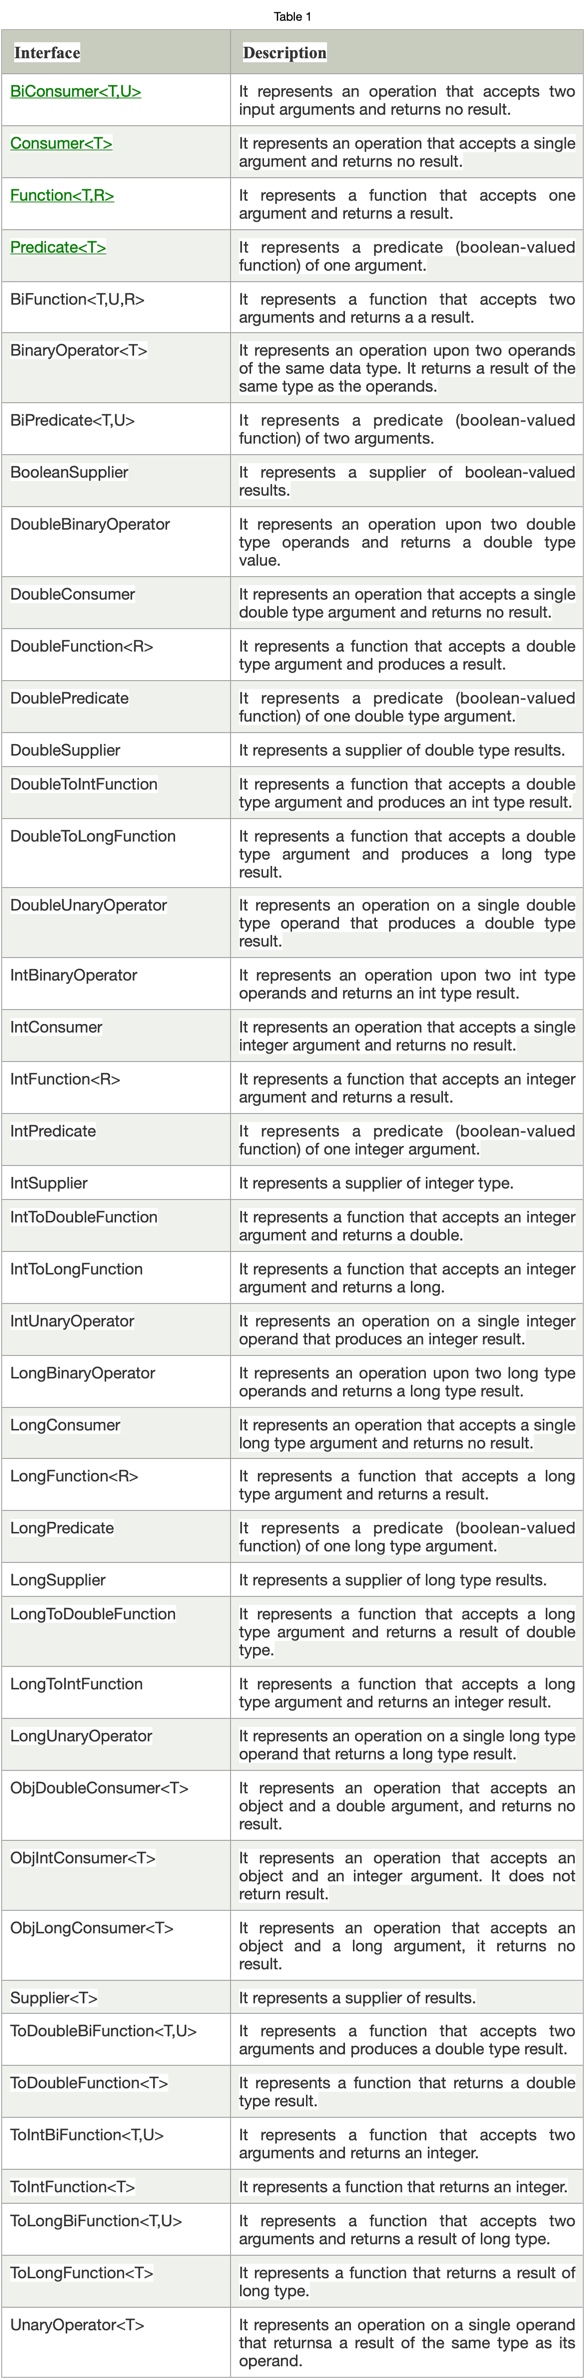 Table 1
Interface Description
BiConsumer<T,U> It represents an operation that accepts two
input arguments and returns no result.
Consumer<T> It represents an operation that accepts a single
argument and returns no result.
Function<T,R> It represents a function that accepts one
argument and returns a result.
Predicate<T> It represents a predicate (boolean-valued
function) of one argument.
BiFunction<T,U,R> It represents a function that accepts two
arguments and returns a a result.
BinaryOperator<T> It represents an operation upon two operands
of the same data type. It returns a result of the
same type as the operands.
BiPredicate<T,U> It represents a predicate (boolean-valued
function) of two arguments.
BooleanSupplier It represents a supplier of boolean-valued
results.
DoubleBinaryOperator It represents an operation upon two double
type operands and returns a double type
value.
DoubleConsumer It represents an operation that accepts a single
double type argument and returns no result.
DoubleFunction<R> It represents a function that accepts a double
type argument and produces a result.
DoublePredicate It represents a predicate (boolean-valued
function) of one double type argument.
DoubleSupplier It represents a supplier of double type results.
DoubleToIntFunction It represents a function that accepts a double
type argument and produces an int type result.
DoubleToLongFunction It represents a function that accepts a double
type argument and produces a long type
result.
DoubleUnaryOperator It represents an operation on a single double
type operand that produces a double type
result.
IntBinaryOperator It represents an operation upon two int type
operands and returns an int type result.
IntConsumer It represents an operation that accepts a single
integer argument and returns no result.
IntFunction<R> It represents a function that accepts an integer
argument and returns a result.
IntPredicate It represents a predicate (boolean-valued
function) of one integer argument.
IntSupplier It represents a supplier of integer type.
IntToDoubleFunction It represents a function that accepts an integer
argument and returns a double.
IntToLongFunction It represents a function that accepts an integer
argument and returns a long.
IntUnaryOperator It represents an operation on a single integer
operand that produces an integer result.
LongBinaryOperator It represents an operation upon two long type
operands and returns a long type result.
LongConsumer It represents an operation that accepts a single
long type argument and returns no result.
LongFunction<R> It represents a function that accepts a long
type argument and returns a result.
LongPredicate It represents a predicate (boolean-valued
function) of one long type argument.
LongSupplier It represents a supplier of long type results.
LongToDoubleFunction It represents a function that accepts a long
type argument and returns a result of double
type.
LongToIntFunction It represents a function that accepts a long
type argument and returns an integer result.
LongUnaryOperator It represents an operation on a single long type
operand that returns a long type result.
ObjDoubleConsumer<T> It represents an operation that accepts an
object and a double argument, and returns no
result.
ObjIntConsumer<T> It represents an operation that accepts an
object and an integer argument. It does not
return result.
ObjLongConsumer<T> It represents an operation that accepts an
object and a long argument, it returns no
result.
Supplier<T> It represents a supplier of results.
ToDoubleBiFunction<T,U> It represents a function that accepts two
arguments and produces a double type result.
ToDoubleFunction<T> It represents a function that returns a double
type result.
ToIntBiFunction<T,U> It represents a function that accepts two
arguments and returns an integer.
ToIntFunction<T> It represents a function that returns an integer.
ToLongBiFunction<T,U> It represents a function that accepts two
arguments and returns a result of long type.
ToLongFunction<T> It represents a function that returns a result of
long type.
UnaryOperator<T> It represents an operation on a single operand
that returnsa a result of the same type as its
operand.